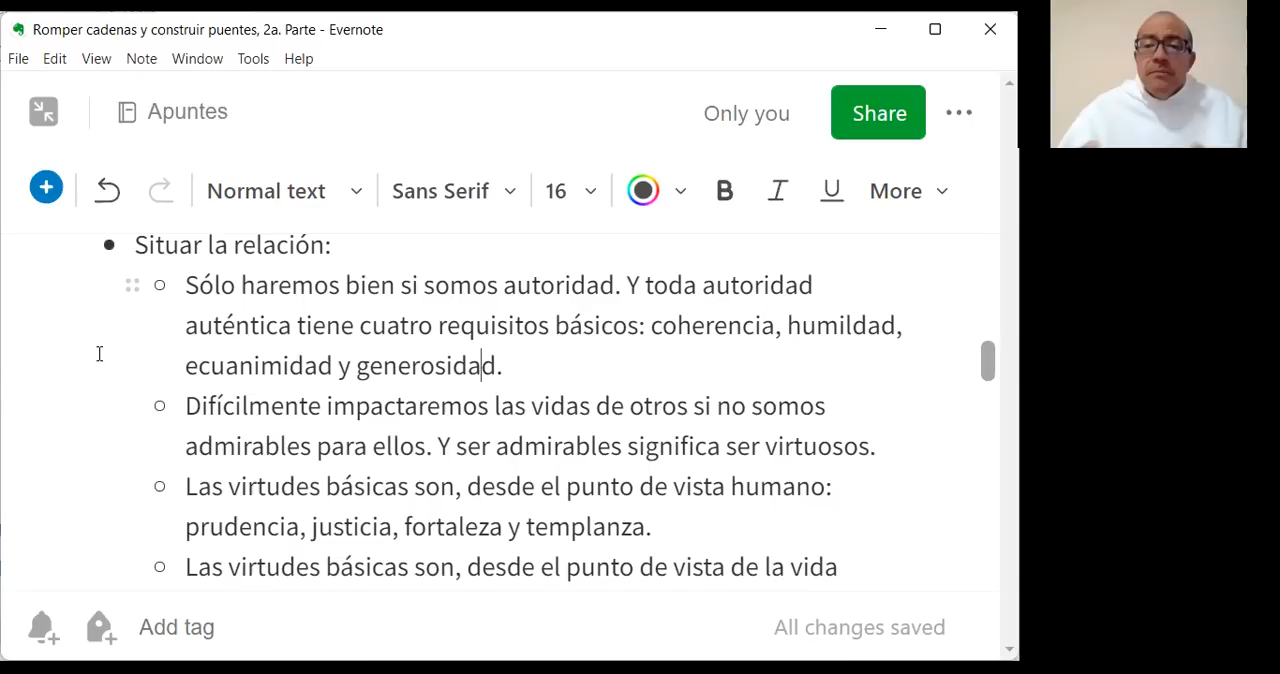 Romper cadenas y construir puentes, 2a. Parte - Evernote
File Edit View Note Window Tools Help
Apuntes
Only you
Share
Normal text
Sans Serif
16
B I U More
Situar la relación:
Sólo haremos bien si somos autoridad. Y toda autoridad
auténtica tiene cuatro requisitos básicos: coherencia, humildad,
ecuanimidad y generosidad.
Difícilmente impactaremos las vidas de otros si no somos
admirables para ellos. Y ser admirables significa ser virtuosos.
Las virtudes básicas son, desde el punto de vista humano:
prudencia, justicia, fortaleza y templanza.
Las virtudes básicas son, desde el punto de vista de la vida
Add tag
All changes saved